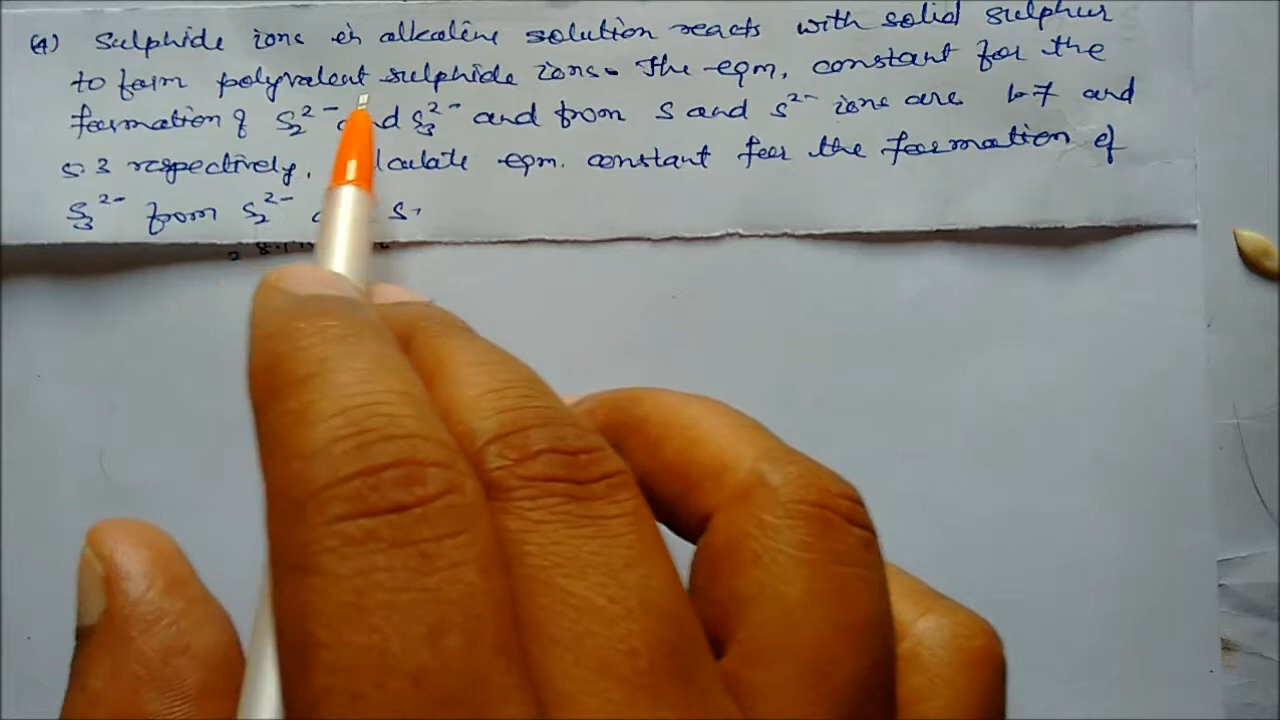 (4) Sulphide ions in alkaline solution reacts with solid sulphur
to form polyvalent sulphide ions. The eqm. constant for the
formation of S₂²⁻ and S₃²⁻ and from S and S²⁻ ions are 1.7 and
5.3 respectively. Calculate eqm. constant for the formation of
S₃²⁻ from S₂²⁻ S.